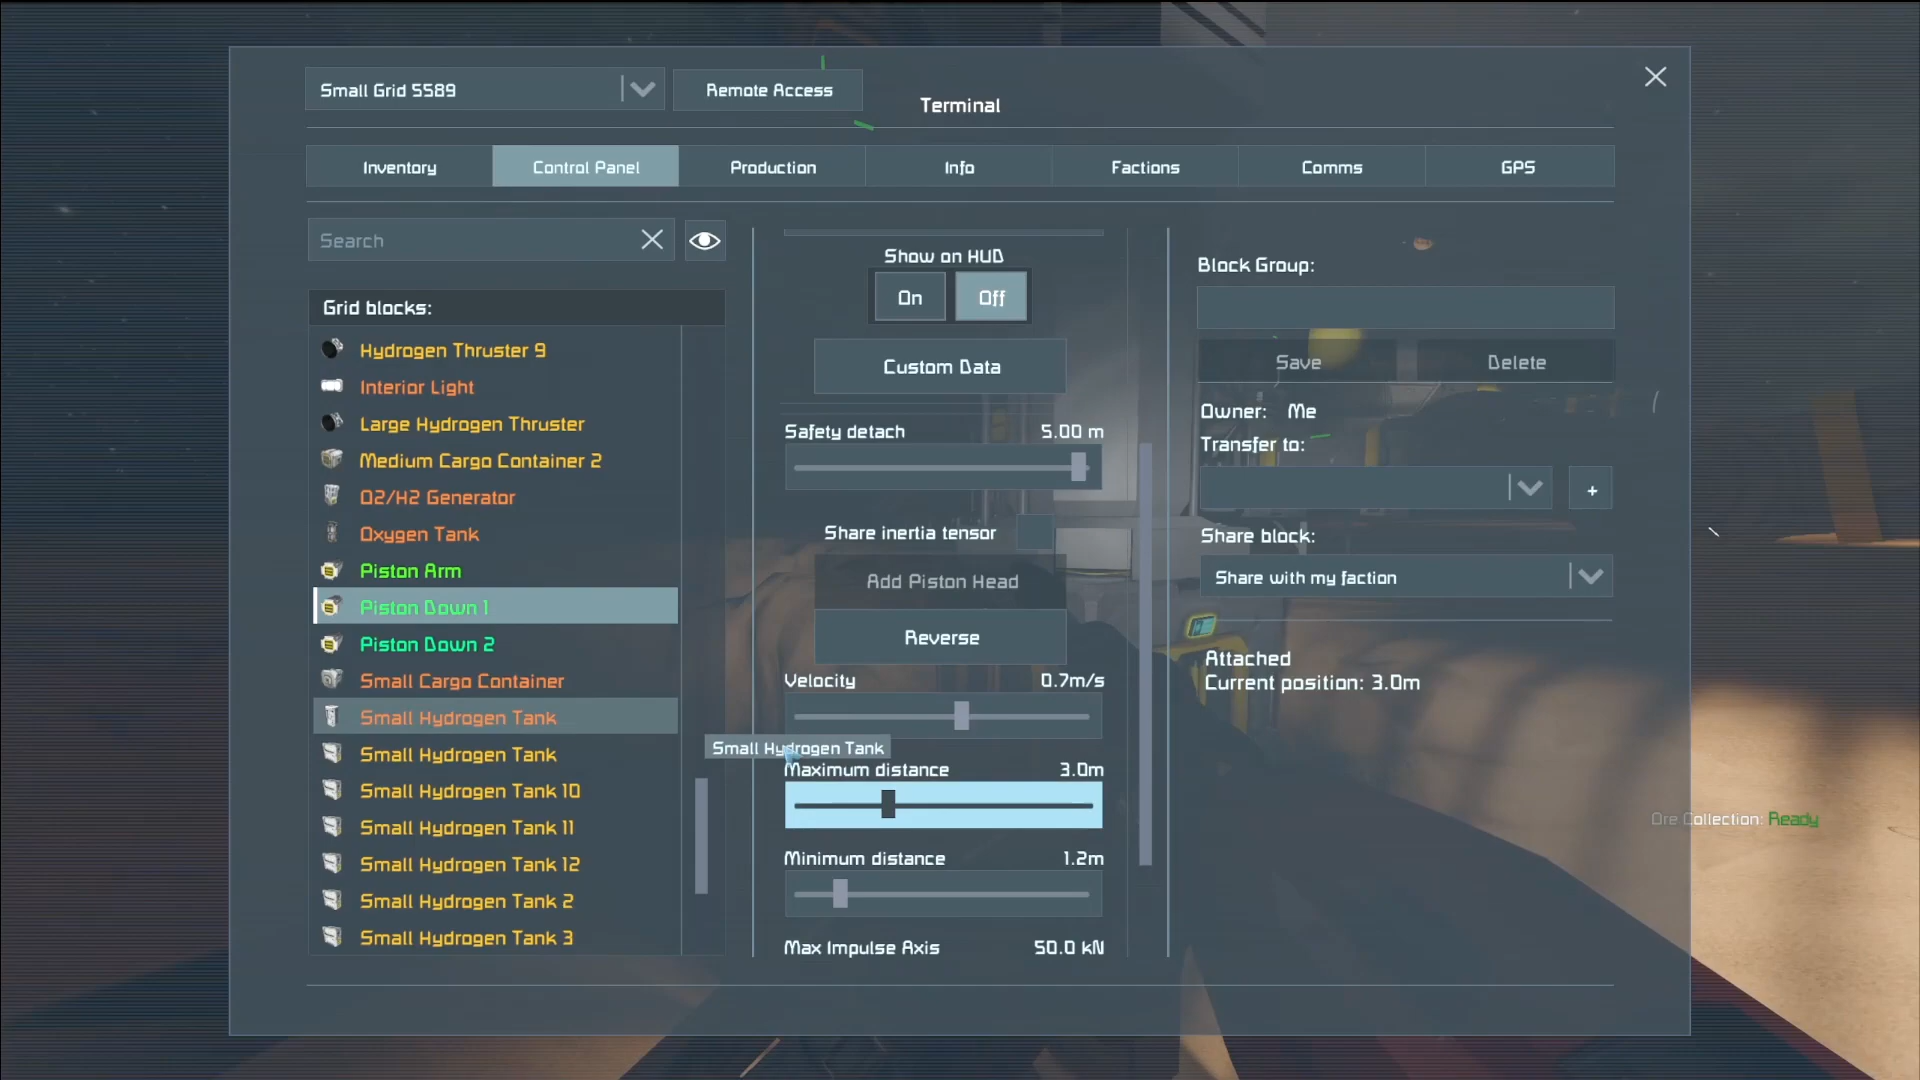 Small Grid 5589
Remote Access
Terminal
Inventory
Control Panel
Production
Info
Factions
Comms
GPS
Search
Grid blocks:
Hydrogen Thruster 9
Interior Light
Large Hydrogen Thruster
Medium Cargo Container 2
O2/H2 Generator
Oxygen Tank
Piston Arm
Piston Down 1
Piston Down 2
Small Cargo Container
Small Hydrogen Tank
Small Hydrogen Tank
Small Hydrogen Tank 10
Small Hydrogen Tank 11
Small Hydrogen Tank 12
Small Hydrogen Tank 2
Small Hydrogen Tank 3
Show on HUD
On
Off
Custom Data
Safety detach 5.00 m
Share inertia tensor
Add Piston Head
Reverse
Velocity 0.7m/s
Small Hydrogen Tank
Maximum distance 3.0m
Minimum distance 1.2m
Max Impulse Axis 50.0 kN
Block Group:
Save
Delete
Owner: Me
Transfer to:
+
Share block:
Share with my faction
Attached
Current position: 3.0m
Ore Collection: Ready